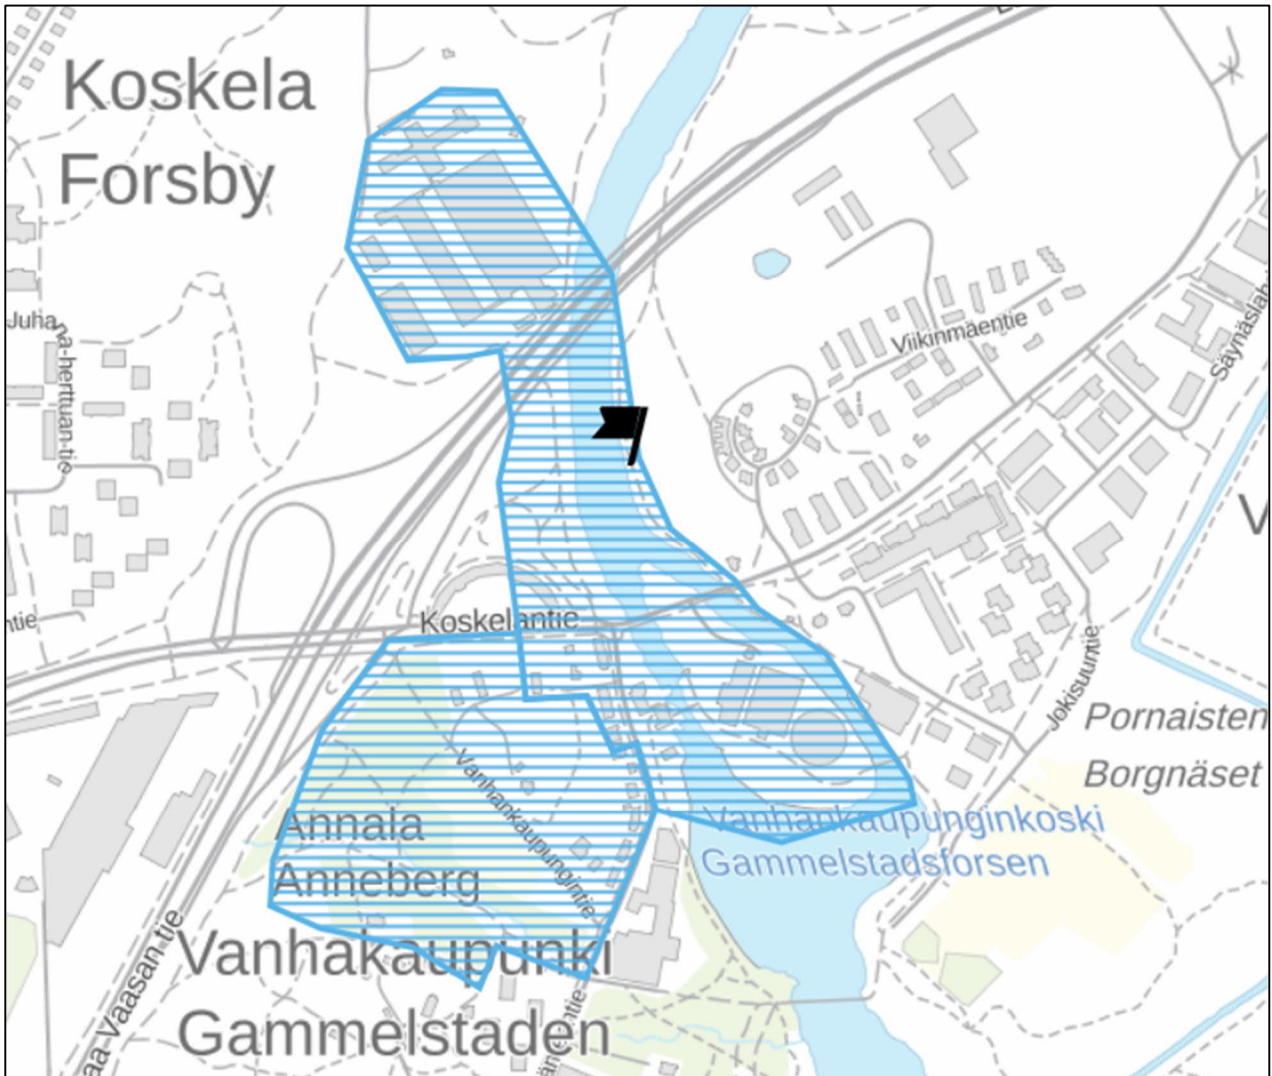 Koskela
Forsby
Juha
na-herttuan-tie
Viikinmäentie
Säynäslah
V
Koskelantie
ntie
Jokisuuntie
Pornaisten
Borgnäset
Vanhankaupungintie
Annala
Anneberg
Vanhankaupunginkoski
Gammelstadsforsen
Vanhakaupunki
Gammelstaden
aa Vaasan tie